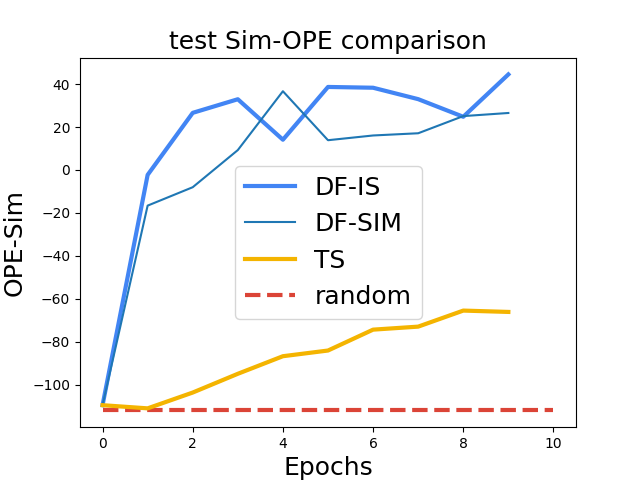 test Sim-OPE comparison
OPE-Sim
40
20
0
−20
−40
−60
−80
−100
DF-IS
DF-SIM
TS
random
0 2 4 6 8 10
Epochs